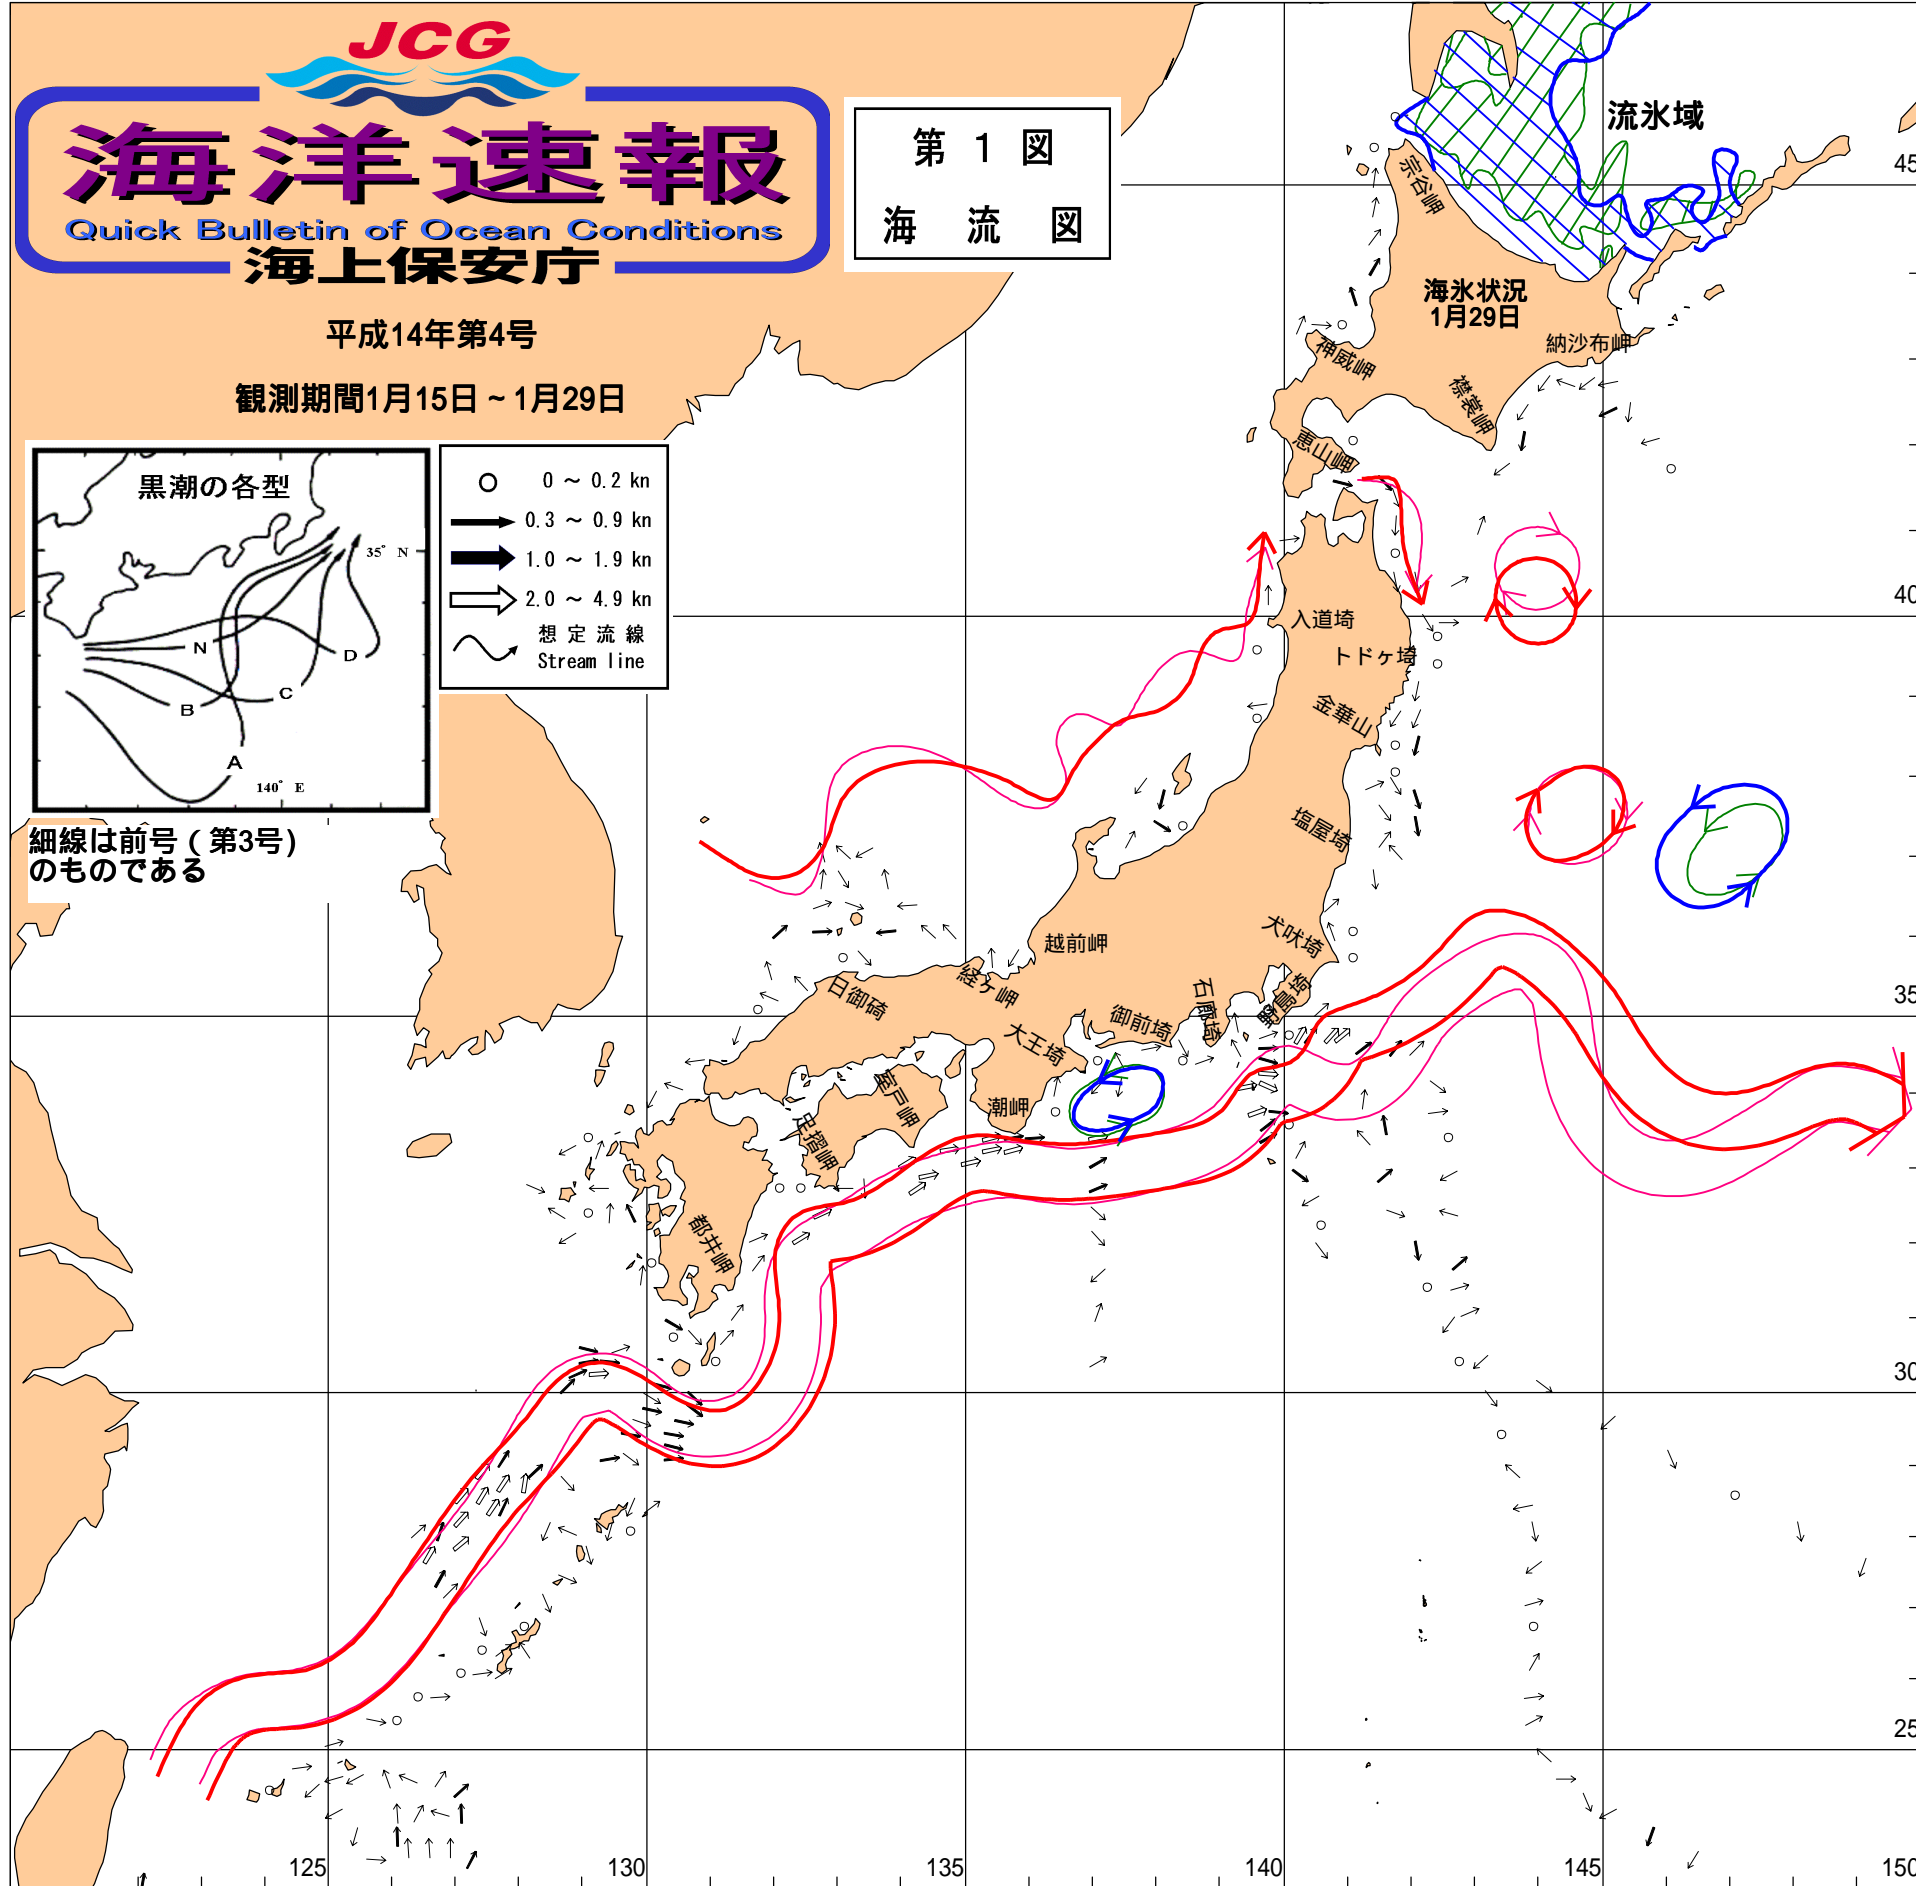 JCG
海洋速報
Quick Bulletin of Ocean Conditions
海上保安庁
平成14年第4号
観測期間1月15日~1月29日
第 1 図
海 流 図
流氷域
海氷状況
1月29日
宗谷岬
納沙布岬
神威岬
襟裳岬
恵山岬
入道埼
トドヶ埼
金華山
塩屋埼
犬吠埼
野島埼
石廊埼
御前埼
大王埼
潮岬
越前岬
経ケ岬
日御碕
室戸岬
足摺岬
都井岬
黒潮の各型
35° N
N
D
C
B
A
140° E
0 ~ 0.2 kn
0.3 ~ 0.9 kn
1.0 ~ 1.9 kn
2.0 ~ 4.9 kn
想 定 流 線
Stream line
細線は前号(第3号)
のものである
45
40
35
30
25
125
130
135
140
145
150